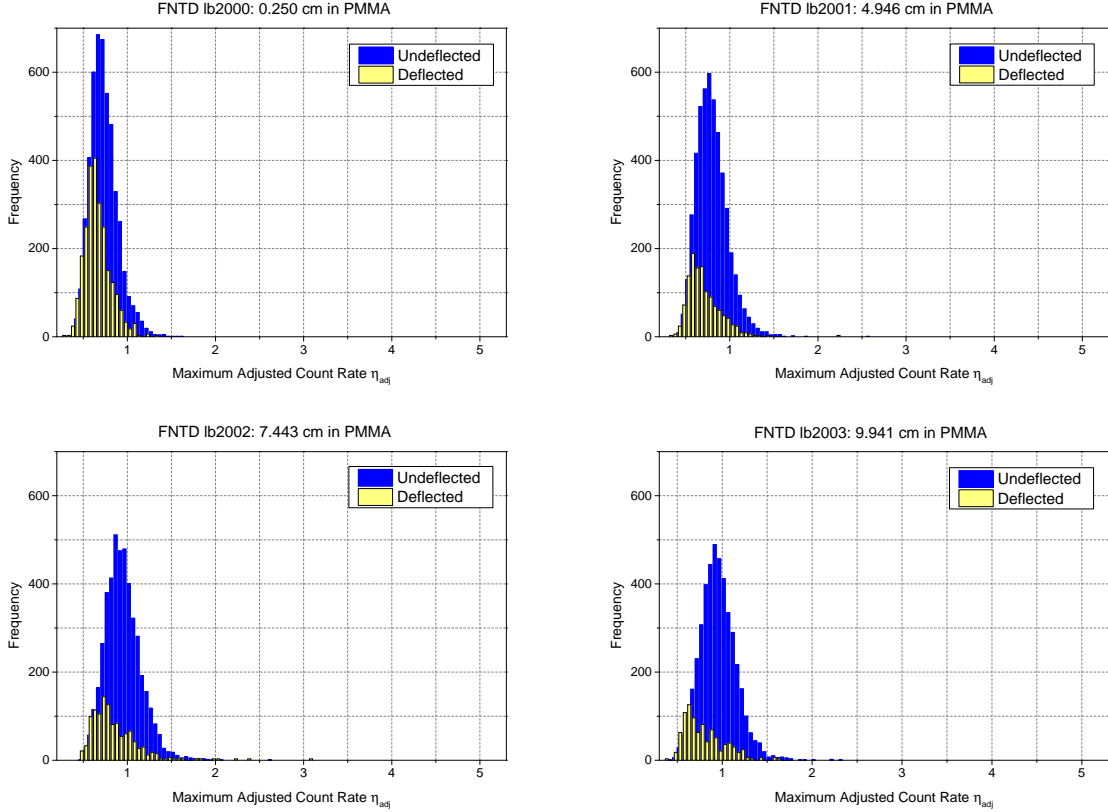 FNTD lb2000: 0.250 cm in PMMA
Undeflected
Deflected
600
400
200
0
Frequency
1 2 3 4 5
Maximum Adjusted Count Rate ηadj
FNTD lb2001: 4.946 cm in PMMA
Undeflected
Deflected
600
400
200
0
Frequency
1 2 3 4 5
Maximum Adjusted Count Rate ηadj
FNTD lb2002: 7.443 cm in PMMA
Undeflected
Deflected
600
400
200
0
Frequency
1 2 3 4 5
Maximum Adjusted Count Rate ηadj
FNTD lb2003: 9.941 cm in PMMA
Undeflected
Deflected
600
400
200
0
Frequency
1 2 3 4 5
Maximum Adjusted Count Rate ηadj